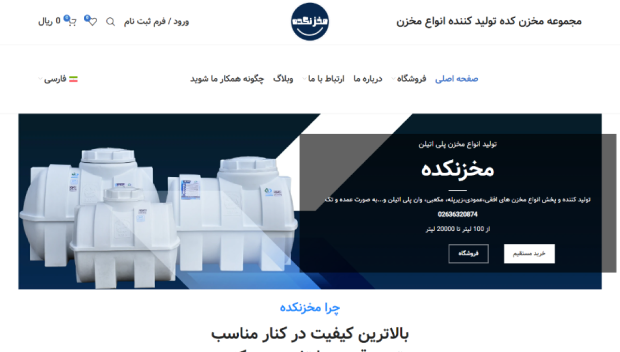 مجموعه مخزن کده تولید کننده انواع مخزن
مخزنکده
ورود / فرم ثبت نام
0
0
0 ریال
صفحه اصلی
فروشگاه
درباره ما
ارتباط با ما
وبلاگ
چگونه همکار ما شوید
فارسی
تولید انواع مخزن پلی اتیلن
مخزنکده
تولید کننده و پخش انواع مخزن های افقی،عمودی،زیرپله، مکعبی، وان پلی اتیلن و...به صورت عمده و تک
02636320874
از 100 لیتر تا 20000 لیتر
خرید مستقیم
فروشگاه
چرا مخزنکده
بالاترین کیفیت در کنار مناسب